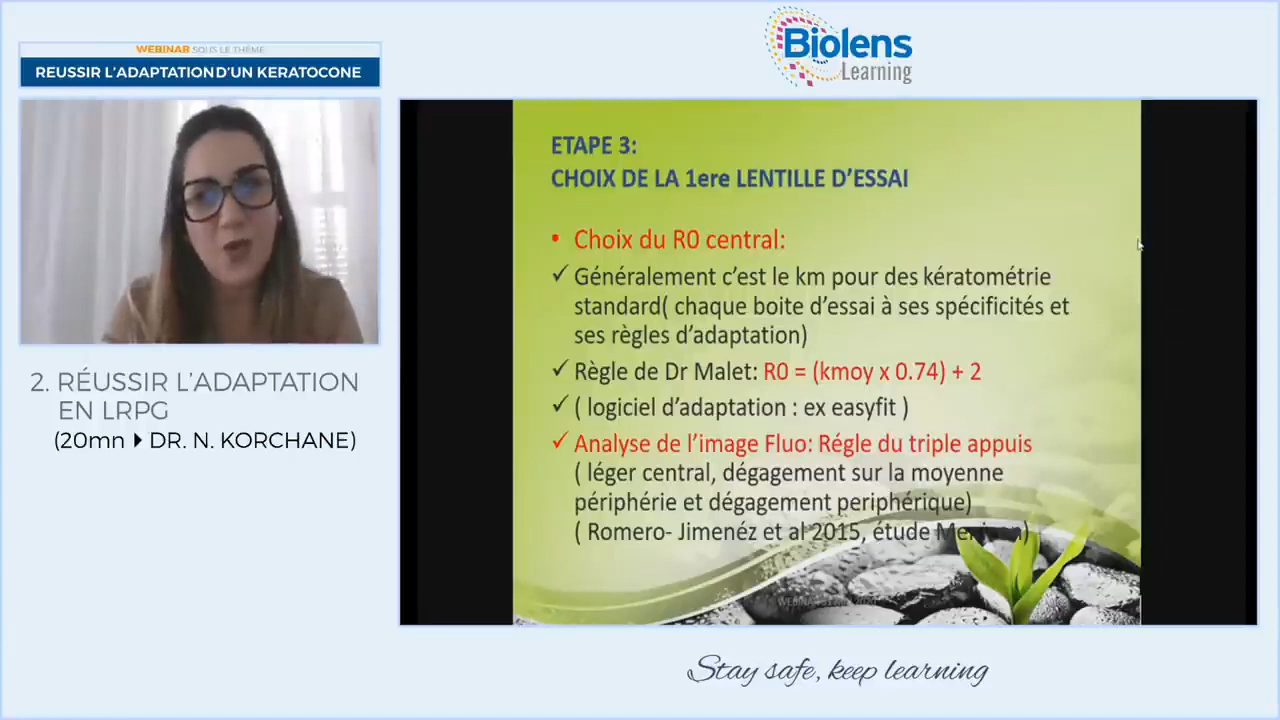 WEBINAB SOUS LE THÈME
REUSSIR L'ADAPTATION D'UN KERATOCONE
Biolens
Learning
ETAPE 3:
CHOIX DE LA 1ere LENTILLE D'ESSAI
• Choix du R0 central:
✓ Généralement c'est le km pour des kératométrie
standard( chaque boite d'essai à ses spécificités et
ses règles d'adaptation)
✓ Règle de Dr Malet: R0 = (kmoy x 0.74) + 2
✓ ( logiciel d'adaptation : ex easyfit )
✓ Analyse de l'image Fluo: Régle du triple appuis
( léger central, dégagement sur la moyenne
périphérie et dégagement periphérique)
( Romero- Jimenéz et al 2015, étude
2. RÉUSSIR L'ADAPTATION
EN LRPG
(20mn ▸ DR. N. KORCHANE)
Stay safe, keep learning